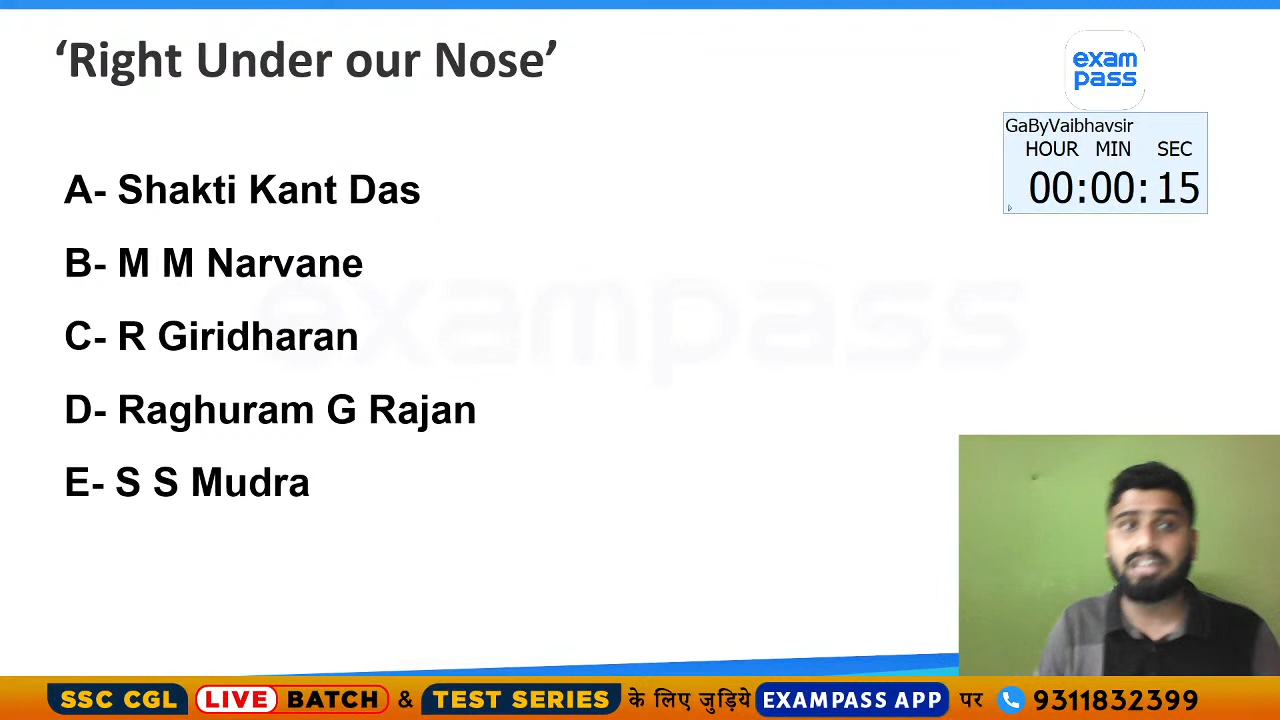 ‘Right Under our Nose’
exam
pass
GaByVaibhavsir
HOUR MIN SEC
00:00:15
A- Shakti Kant Das
B- M M Narvane
C- R Giridharan
D- Raghuram G Rajan
E- S S Mudra
exampass
SSC CGL LIVE BATCH & TEST SERIES के लिए जुड़िये EXAMPASS APP पर 9311832399